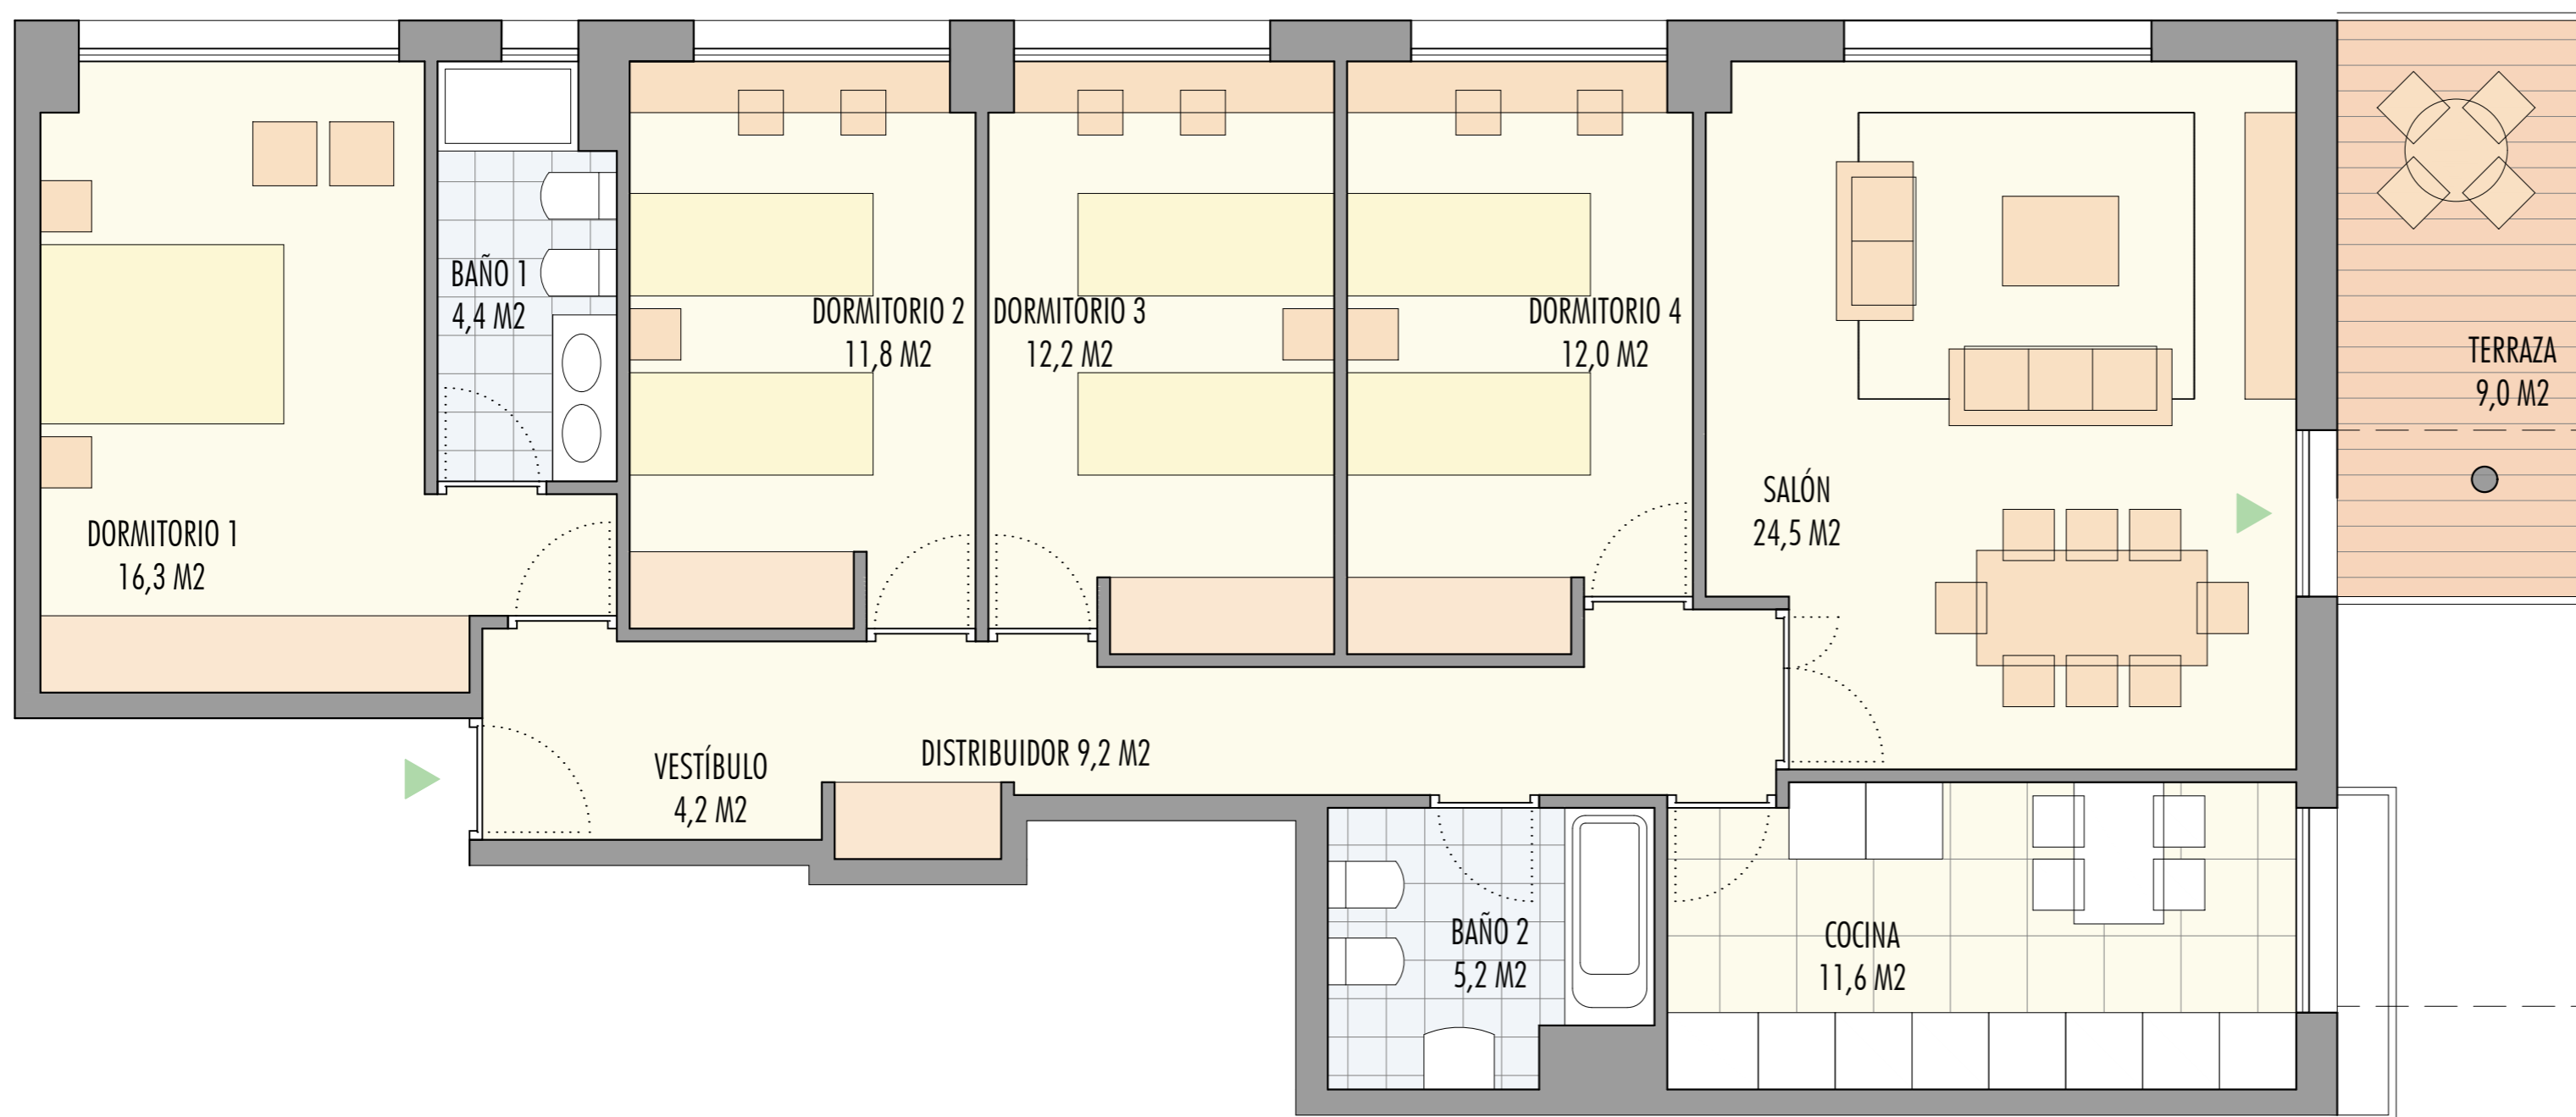 BAÑO 1
4,4 M2
DORMITORIO 2
11,8 M2
DORMITORIO 3
12,2 M2
DORMITORIO 4
12,0 M2
TERRAZA
9,0 M2
SALÓN
24,5 M2
DORMITORIO 1
16,3 M2
VESTÍBULO
4,2 M2
DISTRIBUIDOR 9,2 M2
BAÑO 2
5,2 M2
COCINA
11,6 M2